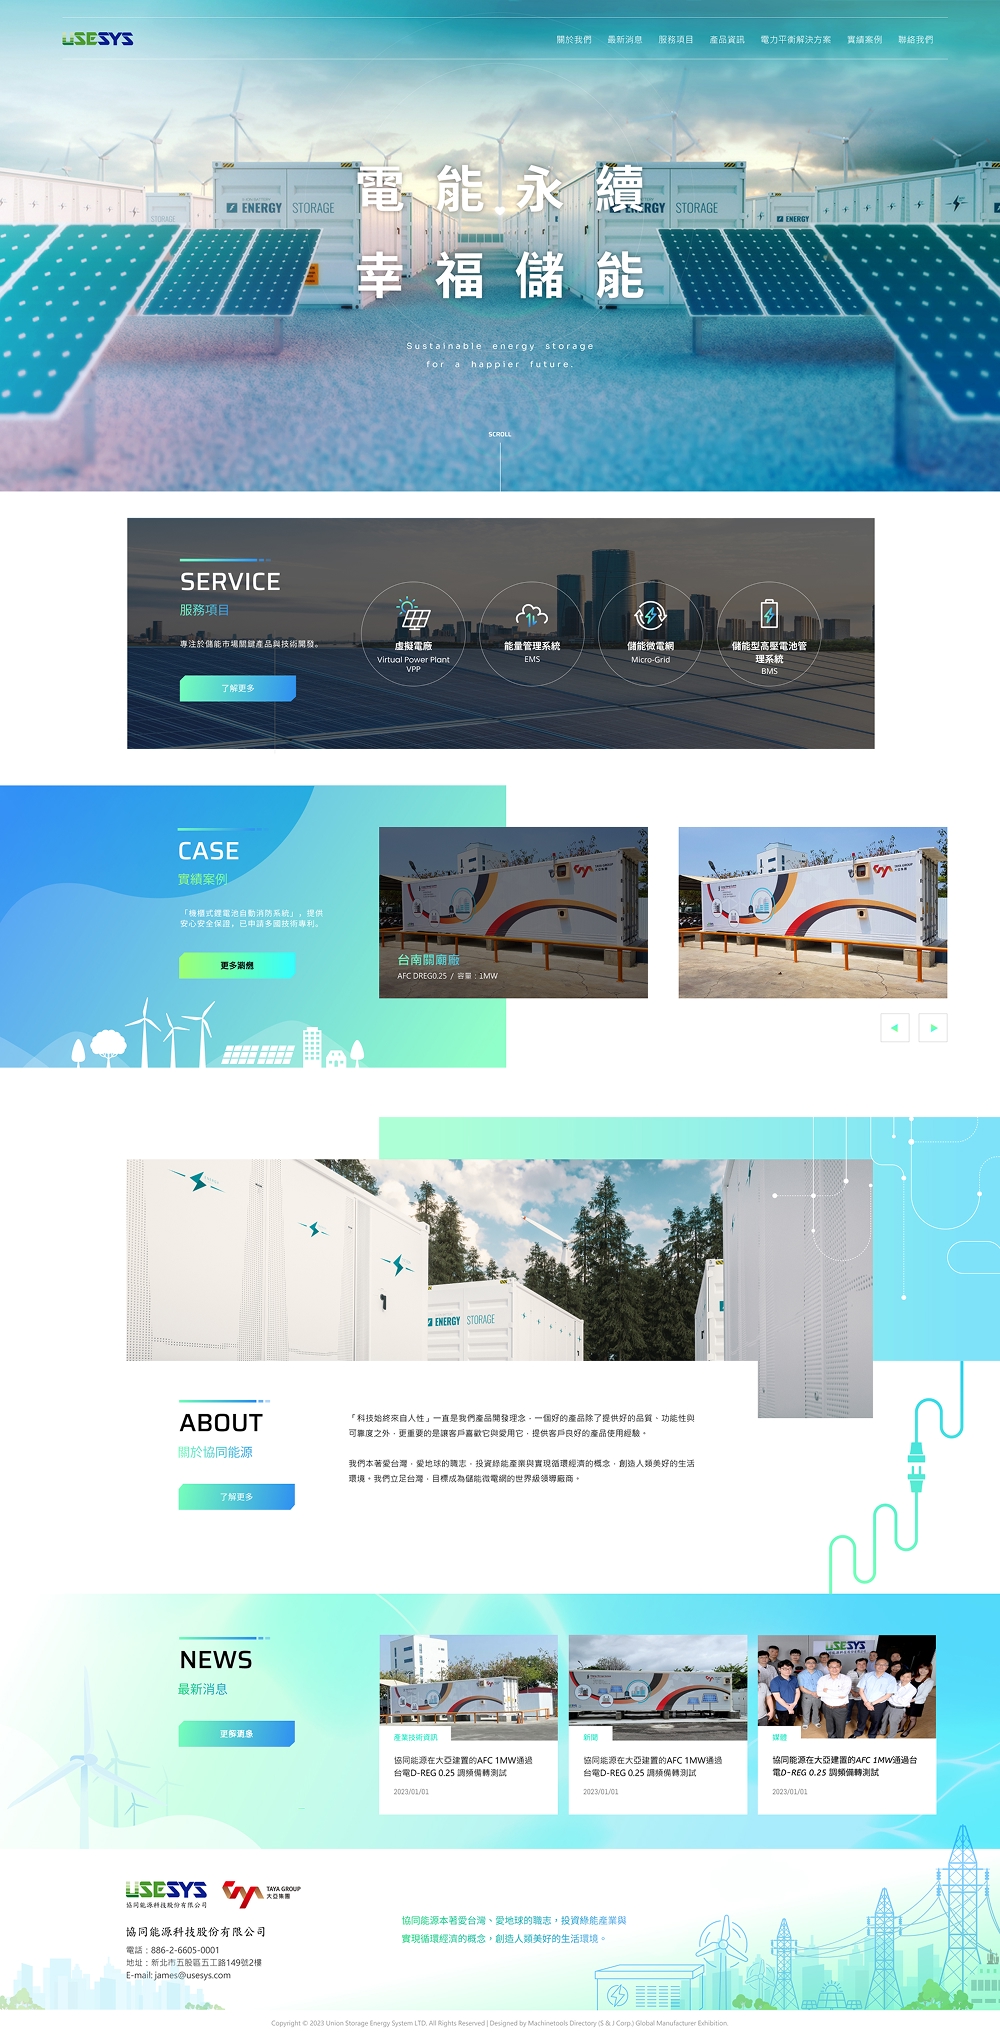 USESYS
關於我們 最新消息 服務項目 產品資訊 電力平衡解決方案 實績案例 聯絡我們
電能永續
幸福儲能
ENERGY STORAGE
STORAGE
ENERGY
Sustainable energy storage
for a happier future.
SCROLL
SERVICE
服務項目
專注於儲能市場關鍵產品與技術開發。
了解更多
虛擬電廠
Virtual Power Plant
VPP
能量管理系統
EMS
儲能微電網
Micro-Grid
儲能型高壓電池管
理系統
BMS
CASE
實績案例
「機櫃式鋰電池自動消防系統」，提供
安心安全保證，已申請多國技術專利。
TAYA GROUP
大亞集團
台南關廟廠
AFC DREG0.25 / 容量：1MW
TAYA GROUP
大亞集團
ENERGY STORAGE
ABOUT
關於協同能源
了解更多
「科技始終來自人性」一直是我們產品開發理念，一個好的產品除了提供好的品質、功能性與
可靠度之外，更重要的是讓客戶喜歡它與愛用它，提供客戶良好的產品使用經驗。
我們本著愛台灣，愛地球的職志，投資綠能產業與實現循環經濟的概念，創造人類美好的生活
環境。我們立足台灣，目標成為儲能微電網的世界級領導廠商。
NEWS
最新消息
產業技術資訊
協同能源在大亞建置的AFC 1MW通過
台電D-REG 0.25 調頻備轉測試
2023/01/01
新聞
協同能源在大亞建置的AFC 1MW通過
台電D-REG 0.25 調頻備轉測試
2023/01/01
USESYS
媒體
協同能源在大亞建置的AFC 1MW通過台
電D-REG 0.25 調頻備轉測試
2023/01/01
USESYS
協同能源科技股份有限公司
TAYA GROUP
大亞集團
協同能源科技股份有限公司
電話：886-2-6605-0001
地址：新北市五股區五工路149號2樓
E-mail: james@usesys.com
協同能源本著愛台灣、愛地球的職志，投資綠能產業與
實現循環經濟的概念，創造人類美好的生活環境。
Copyright © 2023 Union Storage Energy System LTD. All Rights Reserved | Designed by Machinetools Directory (S & J Corp.) Global Manufacturer Exhibition.